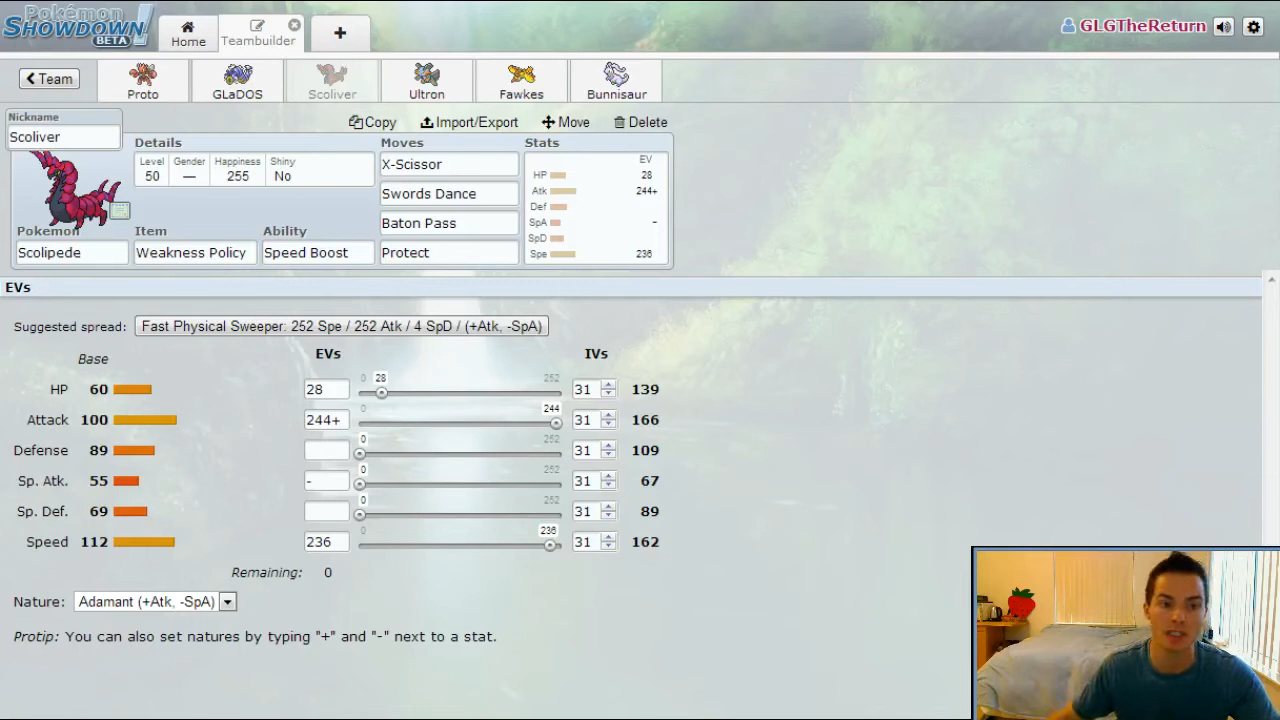 Pokémon
SHOWDOWN!
BETA
Home
Teambuilder
+
GLGTheReturn
Team
Proto
GLaDOS
Scoliver
Ultron
Fawkes
Bunnisaur
Nickname
Scoliver
Copy
Import/Export
Move
Delete
Details
Level Gender Happiness Shiny
50 — 255 No
Moves
X-Scissor
Swords Dance
Baton Pass
Protect
Stats
EV
HP 28
Atk 244+
Def
SpA -
SpD
Spe 236
Pokemon
Scolipede
Item
Weakness Policy
Ability
Speed Boost
EVs
Suggested spread: Fast Physical Sweeper: 252 Spe / 252 Atk / 4 SpD / (+Atk, -SpA)
Base EVs IVs
0 28 252
HP 60 28 31 139
0 244
Attack 100 244+ 31 166
0 252
Defense 89 31 109
0 252
Sp. Atk. 55 - 31 67
0 252
Sp. Def. 69 31 89
0 236
Speed 112 236 31 162
Remaining: 0
Nature: Adamant (+Atk, -SpA)
Protip: You can also set natures by typing "+" and "-" next to a stat.